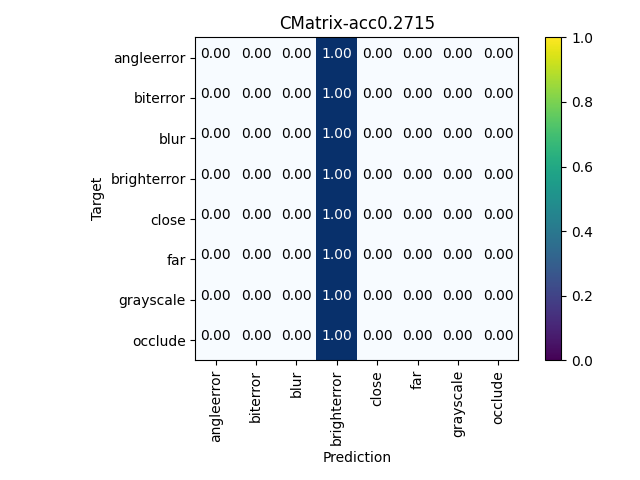 CMatrix-acc0.2715
Target
angleerror 0.00 0.00 0.00 1.00 0.00 0.00 0.00 0.00
biterror 0.00 0.00 0.00 1.00 0.00 0.00 0.00 0.00
blur 0.00 0.00 0.00 1.00 0.00 0.00 0.00 0.00
brighterror 0.00 0.00 0.00 1.00 0.00 0.00 0.00 0.00
close 0.00 0.00 0.00 1.00 0.00 0.00 0.00 0.00
far 0.00 0.00 0.00 1.00 0.00 0.00 0.00 0.00
grayscale 0.00 0.00 0.00 1.00 0.00 0.00 0.00 0.00
occlude 0.00 0.00 0.00 1.00 0.00 0.00 0.00 0.00
angleerror biterror blur brighterror close far grayscale occlude
Prediction
1.0
0.8
0.6
0.4
0.2
0.0